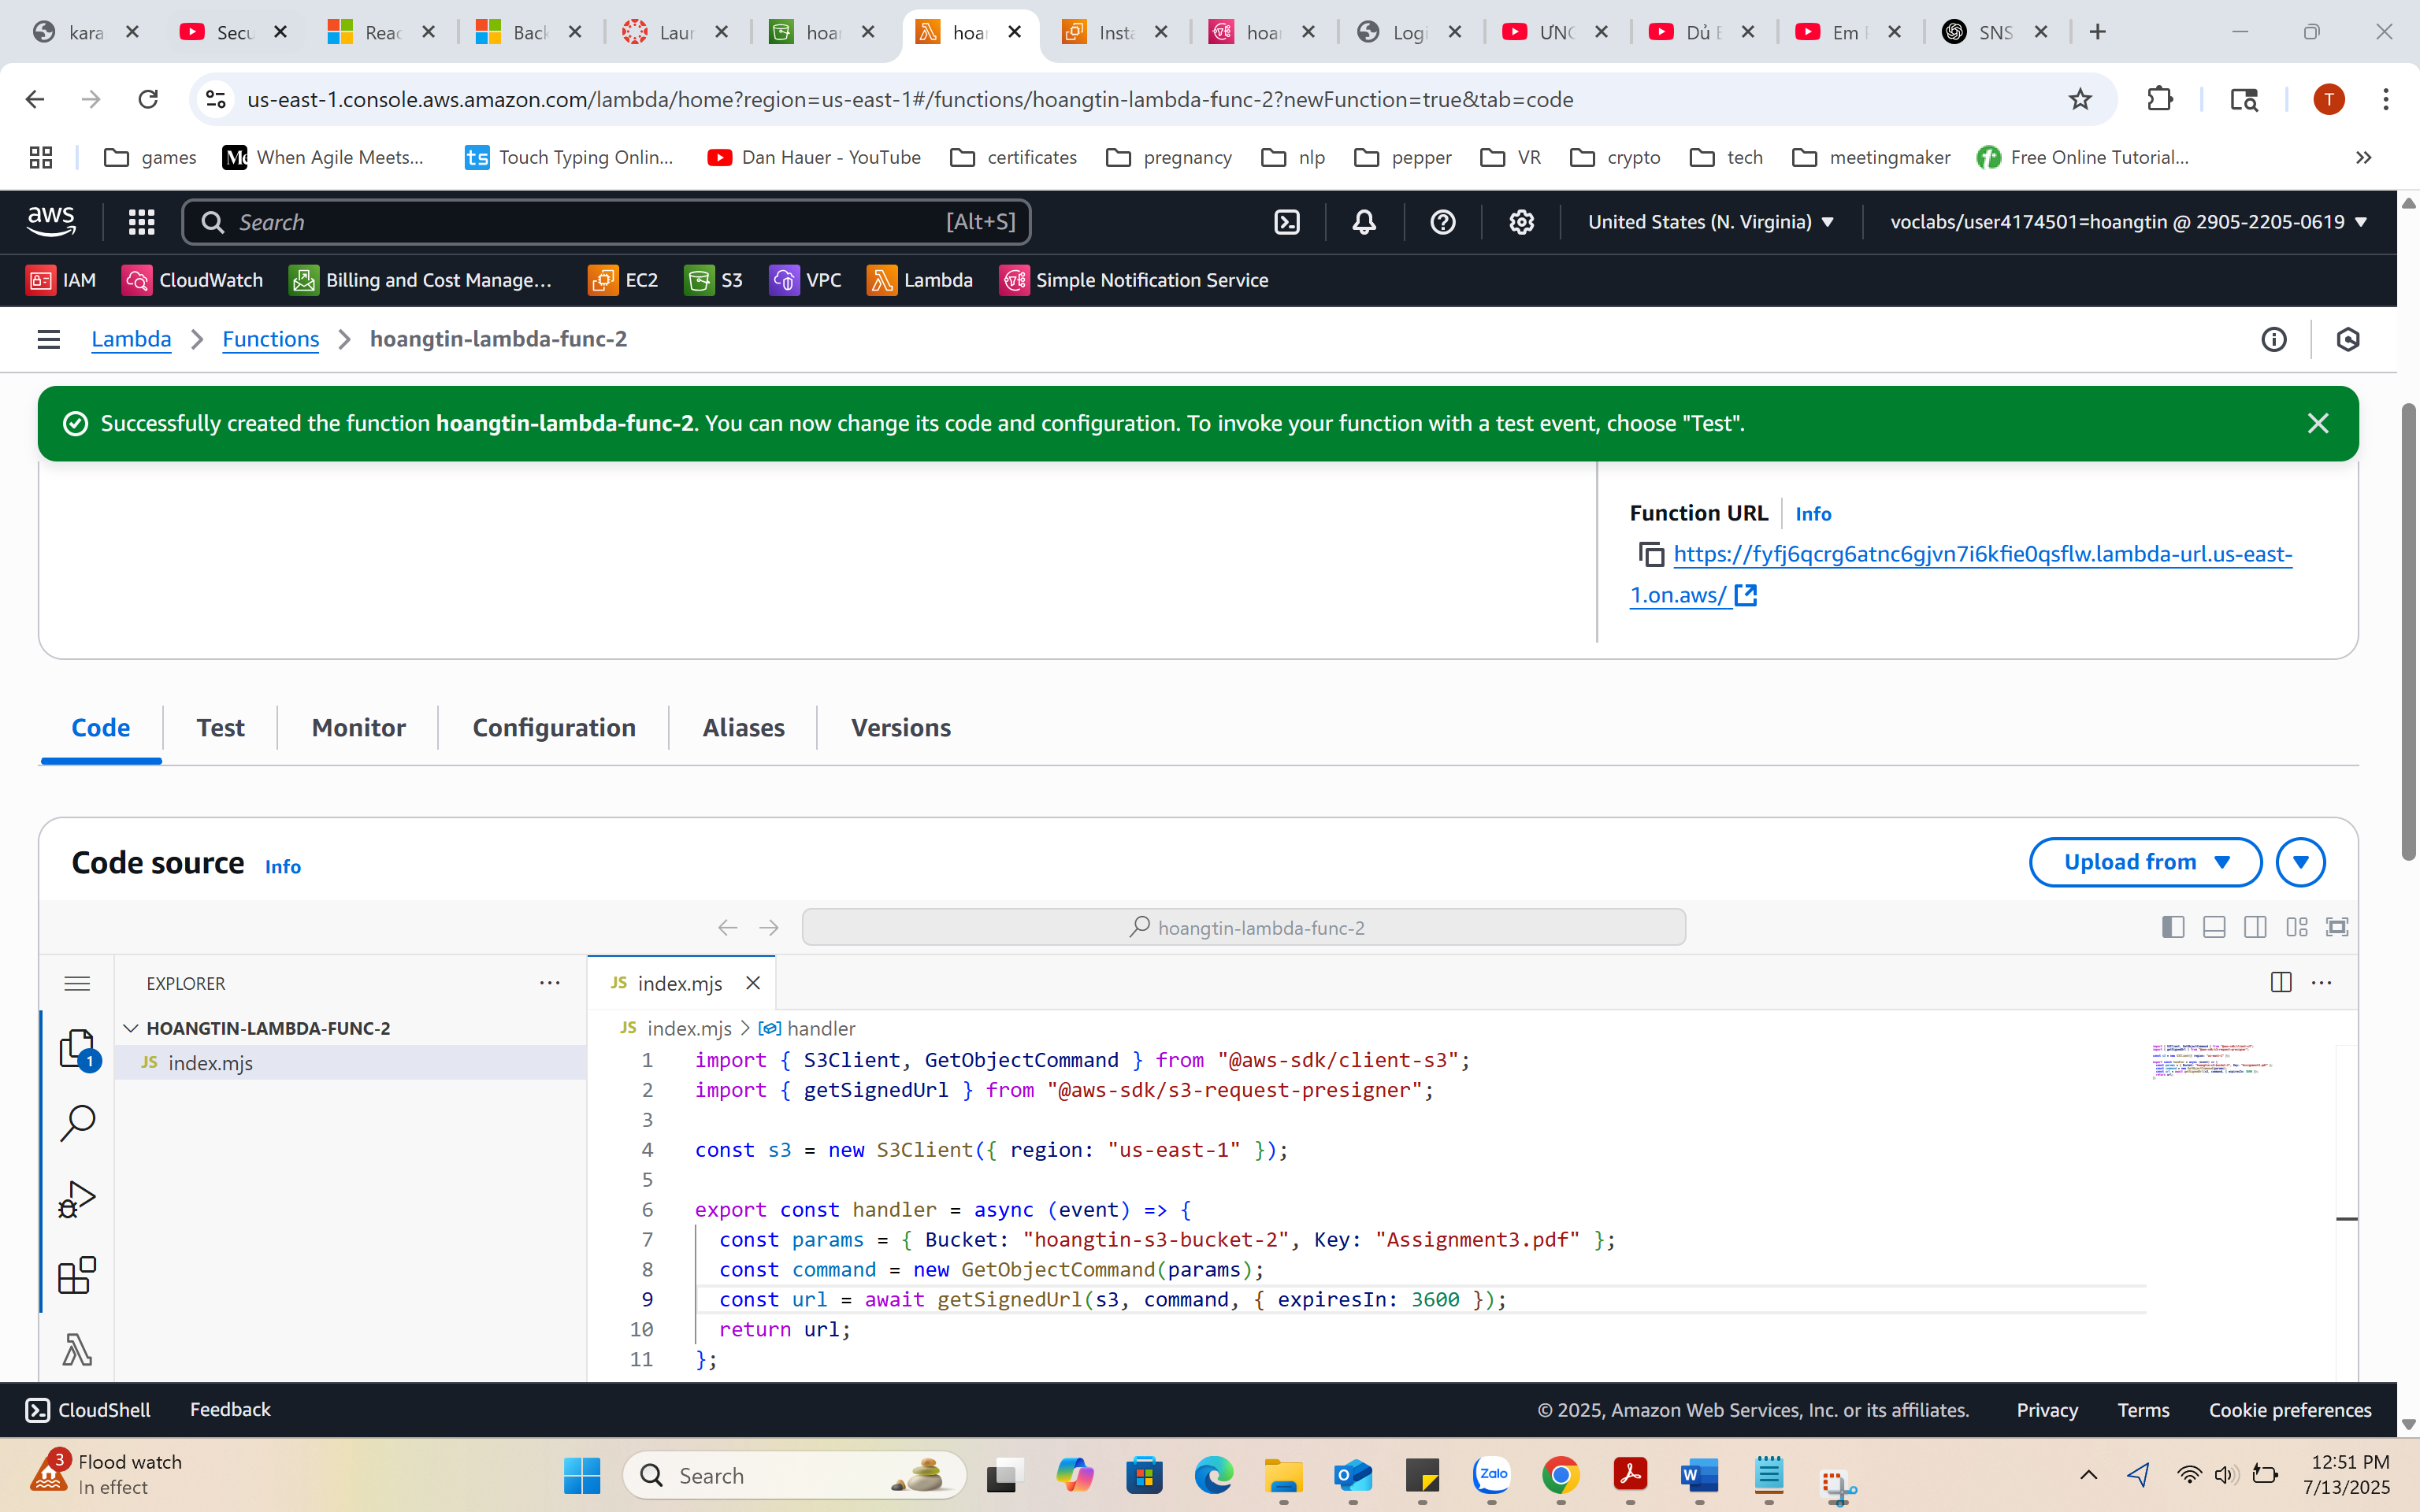 kara
Secu
Reac
Back
Laur
hoar
hoar
Insta
hoar
Logi
ƯNG
Dủ B
Em
SNS
us-east-1.console.aws.amazon.com/lambda/home?region=us-east-1#/functions/hoangtin-lambda-func-2?newFunction=true&tab=code
T
games
Me
When Agile Meets...
ts
Touch Typing Onlin...
Dan Hauer - YouTube
certificates
pregnancy
nlp
pepper
VR
crypto
tech
meetingmaker
Free Online Tutorial...
aws
Search
[Alt+S]
United States (N. Virginia)
voclabs/user4174501=hoangtin @ 2905-2205-0619
IAM
CloudWatch
Billing and Cost Manage...
EC2
S3
VPC
Lambda
Simple Notification Service
Lambda
Functions
hoangtin-lambda-func-2
Successfully created the function hoangtin-lambda-func-2. You can now change its code and configuration. To invoke your function with a test event, choose "Test".
Function URL
Info
https://fyfj6qcrg6atnc6gjvn7i6kfie0qsflw.lambda-url.us-east-
1.on.aws/
Code
Test
Monitor
Configuration
Aliases
Versions
Code source
Info
Upload from
hoangtin-lambda-func-2
EXPLORER
HOANGTIN-LAMBDA-FUNC-2
JS index.mjs
1
JS index.mjs
JS index.mjs > handler
1 import { S3Client, GetObjectCommand } from "@aws-sdk/client-s3";
2 import { getSignedUrl } from "@aws-sdk/s3-request-presigner";
3
4 const s3 = new S3Client({ region: "us-east-1" });
5
6 export const handler = async (event) => {
7 const params = { Bucket: "hoangtin-s3-bucket-2", Key: "Assignment3.pdf" };
8 const command = new GetObjectCommand(params);
9 const url = await getSignedUrl(s3, command, { expiresIn: 3600 });
10 return url;
11 };
CloudShell
Feedback
© 2025, Amazon Web Services, Inc. or its affiliates.
Privacy
Terms
Cookie preferences
3
Flood watch
In effect
Search
Zalo
12:51 PM
7/13/2025